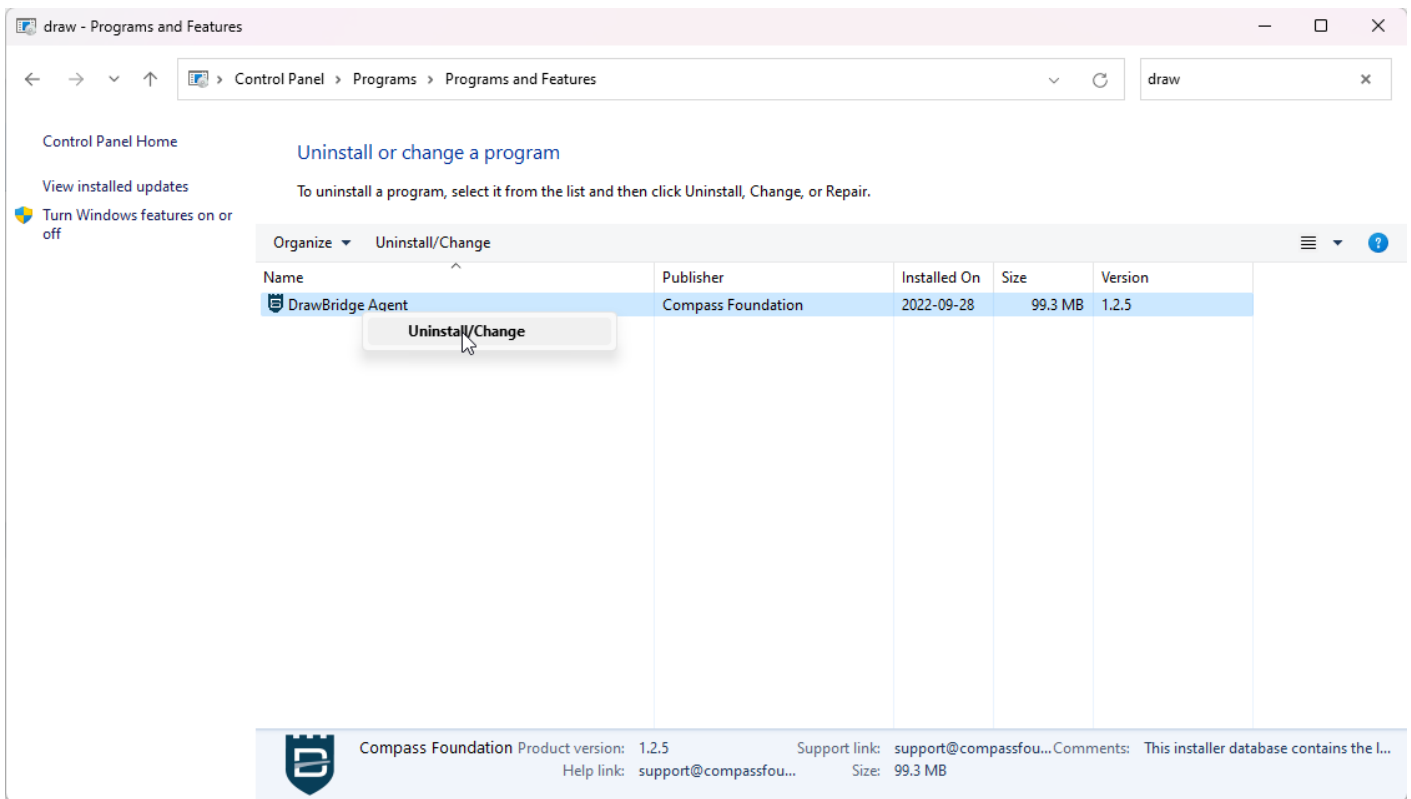 draw - Programs and Features
Control Panel > Programs > Programs and Features
draw
Control Panel Home
View installed updates
Turn Windows features on or
off
Uninstall or change a program
To uninstall a program, select it from the list and then click Uninstall, Change, or Repair.
Organize Uninstall/Change
Name Publisher Installed On Size Version
DrawBridge Agent Compass Foundation 2022-09-28 99.3 MB 1.2.5
Uninstall/Change
Compass Foundation Product version: 1.2.5 Support link: support@compassfou... Comments: This installer database contains the l...
Help link: support@compassfou... Size: 99.3 MB